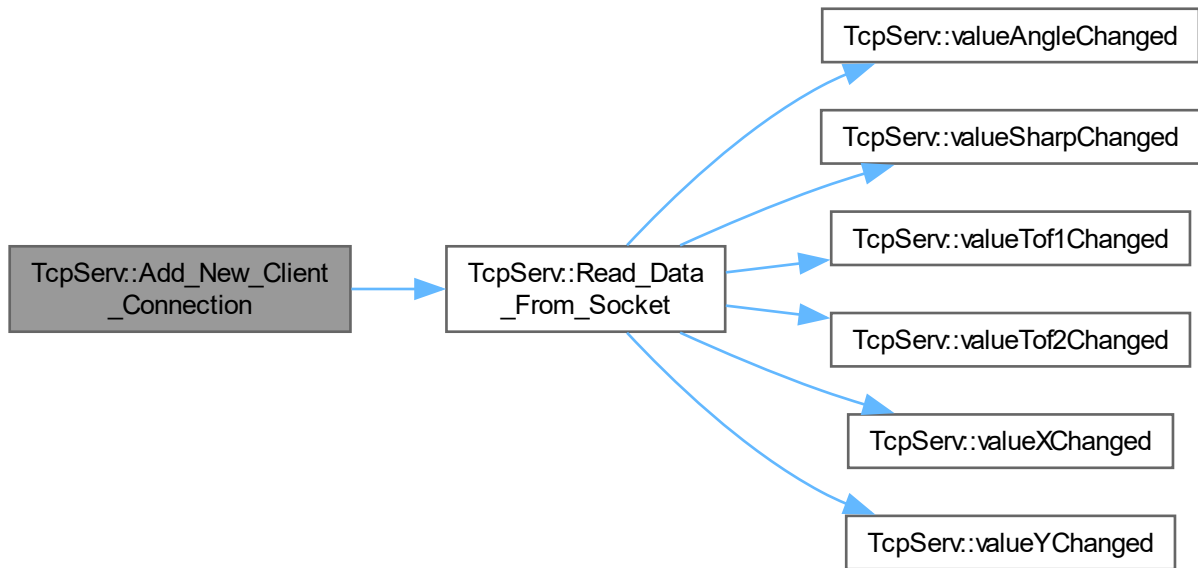 TcpServ::valueAngleChanged
TcpServ::valueSharpChanged
TcpServ::valueTof1Changed
TcpServ::Add_New_Client
_Connection
TcpServ::Read_Data
_From_Socket
TcpServ::valueTof2Changed
TcpServ::valueXChanged
TcpServ::valueYChanged